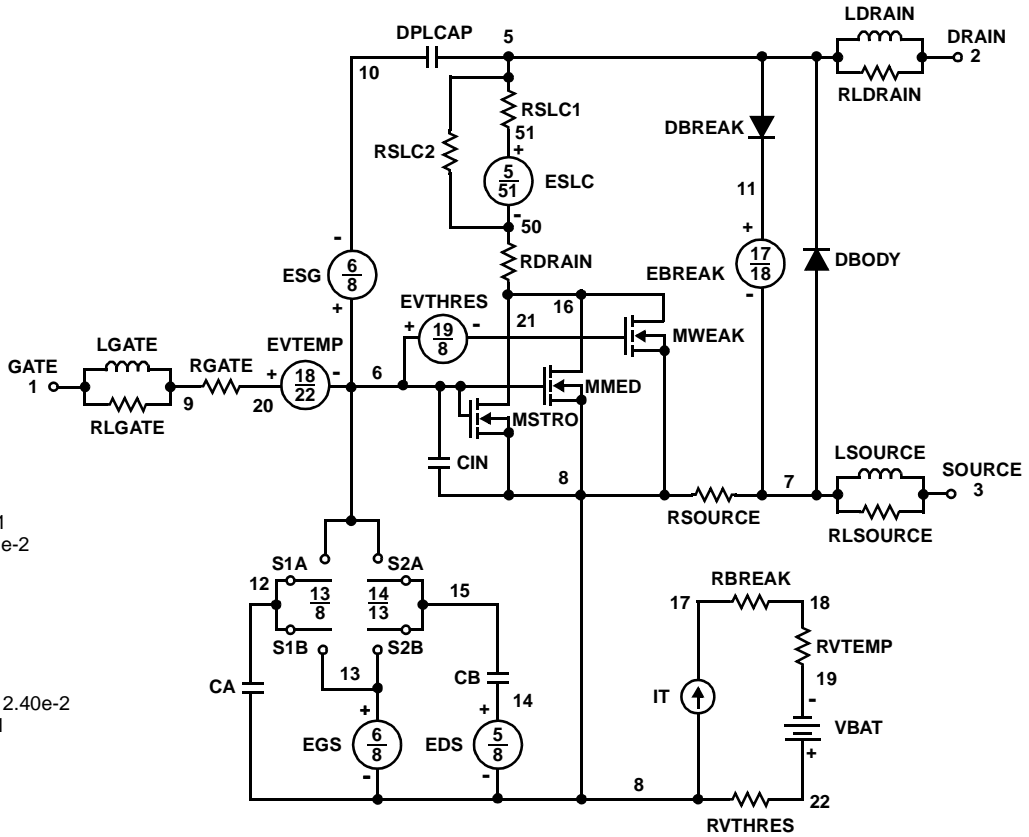 LDRAIN
DPLCAP 5 DRAIN
2
10
RLDRAIN
RSLC1
51
DBREAK
RSLC2
+
5
51
ESLC
11
-
50
- +
RDRAIN
17
18
DBODY
ESG 6
8
EBREAK
+
EVTHRES
16
-
+ 19
8
- 21
MWEAK
LGATE
EVTEMP
GATE
1
RGATE
+ 18
22
- 6
MMED
9 20
RLGATE
MSTRO
LSOURCE
CIN
8 7 SOURCE
3
RSOURCE
RLSOURCE
e-2
S1A S2A
12
13
8
14
13
15
RBREAK
17 18
S1B S2B
RVTEMP
13
CB
19
CA
14
IT
-
2.40e-2
+ +
VBAT
EGS 6
8
EDS 5
8
+
- -
8
22
RVTHRES